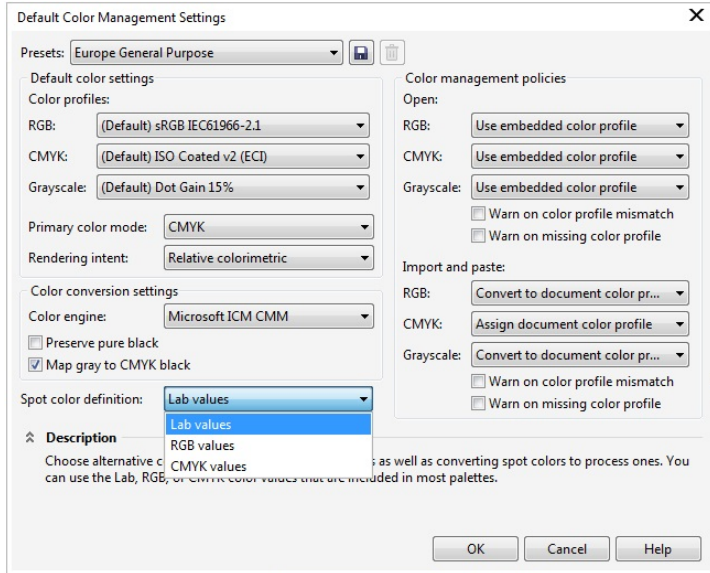 Default Color Management Settings
X
Presets: Europe General Purpose
Default color settings
Color profiles:
RGB: (Default) sRGB IEC61966-2.1
CMYK: (Default) ISO Coated v2 (ECI)
Grayscale: (Default) Dot Gain 15%
Primary color mode: CMYK
Rendering intent: Relative colorimetric
Color conversion settings
Color engine: Microsoft ICM CMM
Preserve pure black
Map gray to CMYK black
Spot color definition: Lab values
Lab values
RGB values
CMYK values
Color management policies
Open:
RGB: Use embedded color profile
CMYK: Use embedded color profile
Grayscale: Use embedded color profile
Warn on color profile mismatch
Warn on missing color profile
Import and paste:
RGB: Convert to document color pr...
CMYK: Assign document color profile
Grayscale: Convert to document color pr...
Warn on color profile mismatch
Warn on missing color profile
Description
Choose alternative c s as well as converting spot colors to process ones. You
can use the Lab, RGB, or CMYK color values that are included in most palettes.
OK Cancel Help